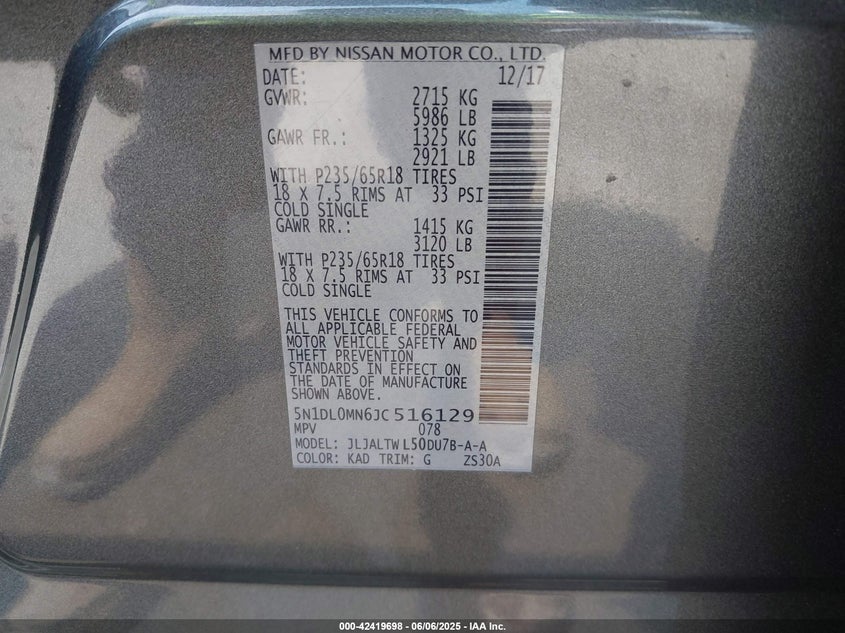 MFD BY NISSAN MOTOR CO., LTD.
DATE: 12/17
GVWR: 2715 KG
5986 LB
GAWR FR.: 1325 KG
2921 LB
WITH P235/65R18 TIRES
18 X 7.5 RIMS AT 33 PSI
COLD SINGLE
GAWR RR.: 1415 KG
3120 LB
WITH P235/65R18 TIRES
18 X 7.5 RIMS AT 33 PSI
COLD SINGLE
THIS VEHICLE CONFORMS TO
ALL APPLICABLE FEDERAL
MOTOR VEHICLE SAFETY AND
THEFT PREVENTION
STANDARDS IN EFFECT ON
THE DATE OF MANUFACTURE
SHOWN ABOVE.
5N1DL0MN6JC516129
MPV 078
MODEL: JLJALTWL50DU7B-A-A
COLOR: KAD TRIM: G ZS30A
000-42419698 - 06/06/2025 - IAA Inc.